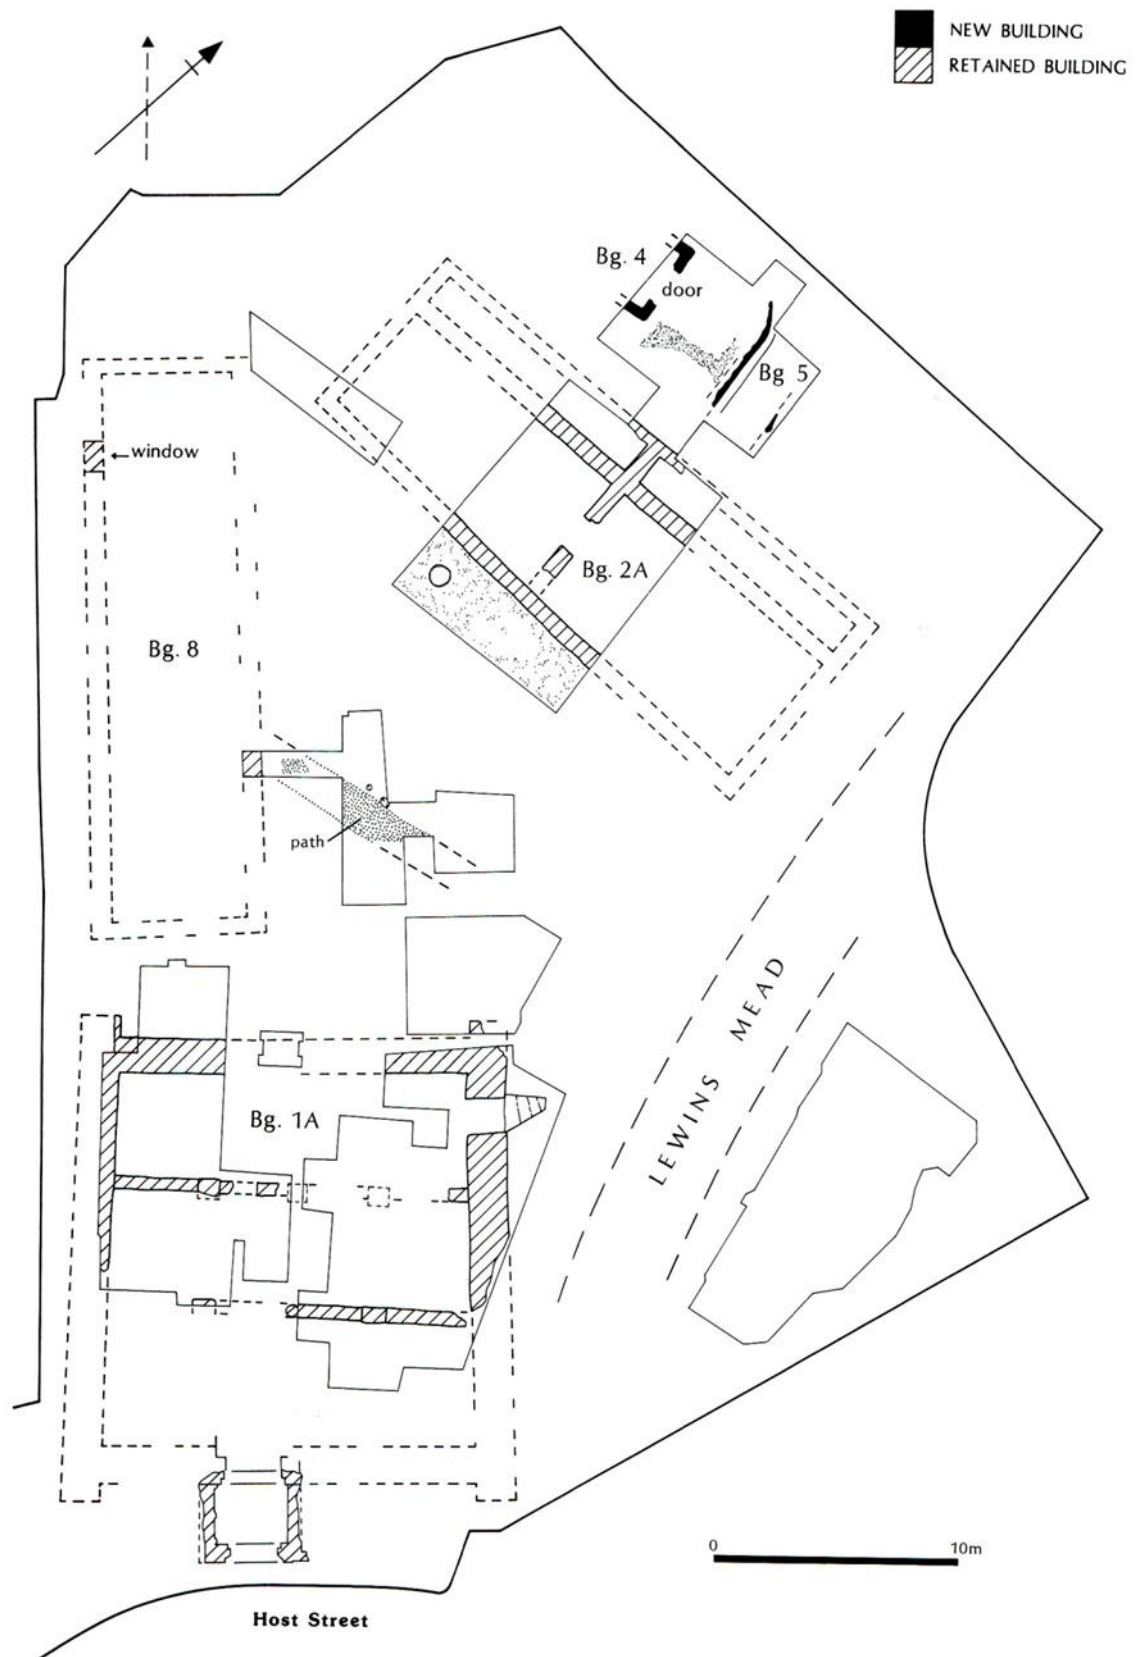 NEW BUILDING
RETAINED BUILDING
Bg. 4
door
Bg 5
window
Bg. 2A
Bg. 8
path
LEWINS MEAD
Bg. 1A
0 10m
Host Street